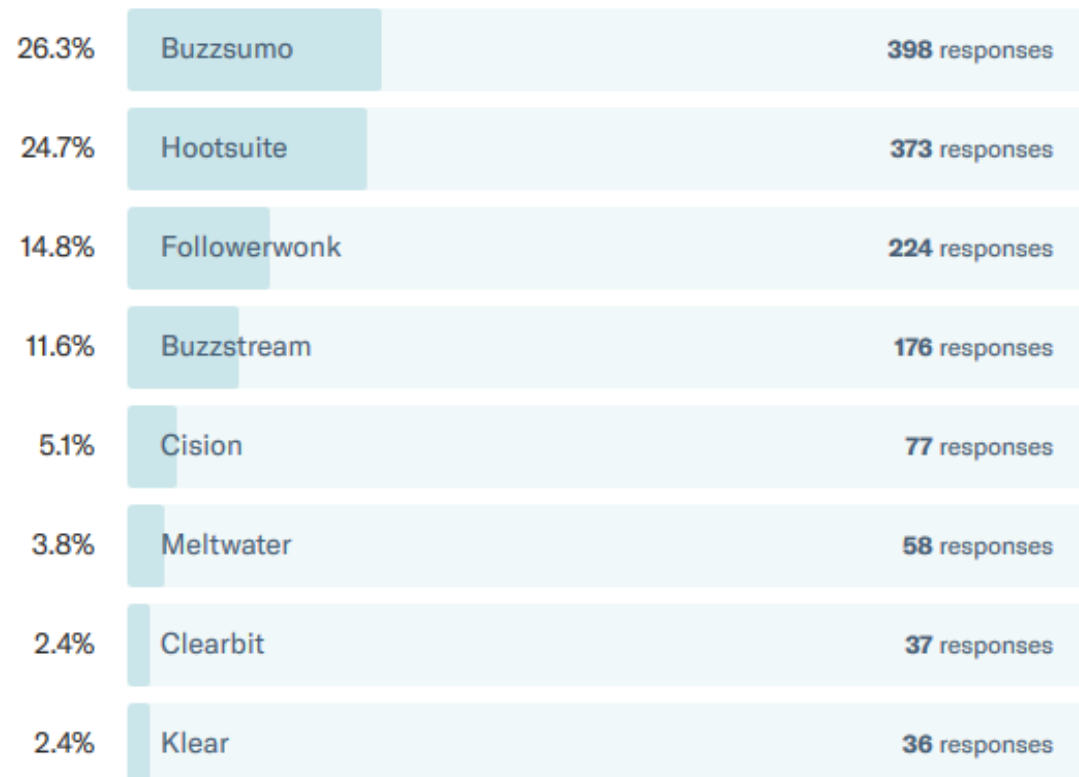 26.3% Buzzsumo 398 responses
24.7% Hootsuite 373 responses
14.8% Followerwonk 224 responses
11.6% Buzzstream 176 responses
5.1% Cision 77 responses
3.8% Meltwater 58 responses
2.4% Clearbit 37 responses
2.4% Klear 36 responses